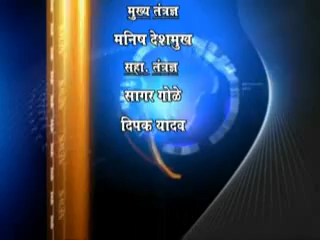 मुख्य तंत्रज्ञ
मनिष देशमुख
सहा. तंत्रज्ञ
सागर गोळे
दिपक यादव